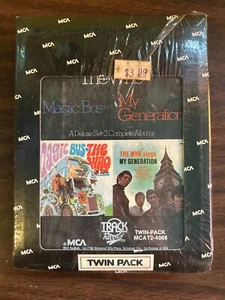 MCA
The Who
$3.99
Magic Bus
My Generation
A Deluxe Set (2 Complete Albums)
MAGIC BUS-THE WHO
THE WHO sings
MY GENERATION
TRACK
Record
MCA
TWIN-PACK
MCAT2-4068
TWIN PACK